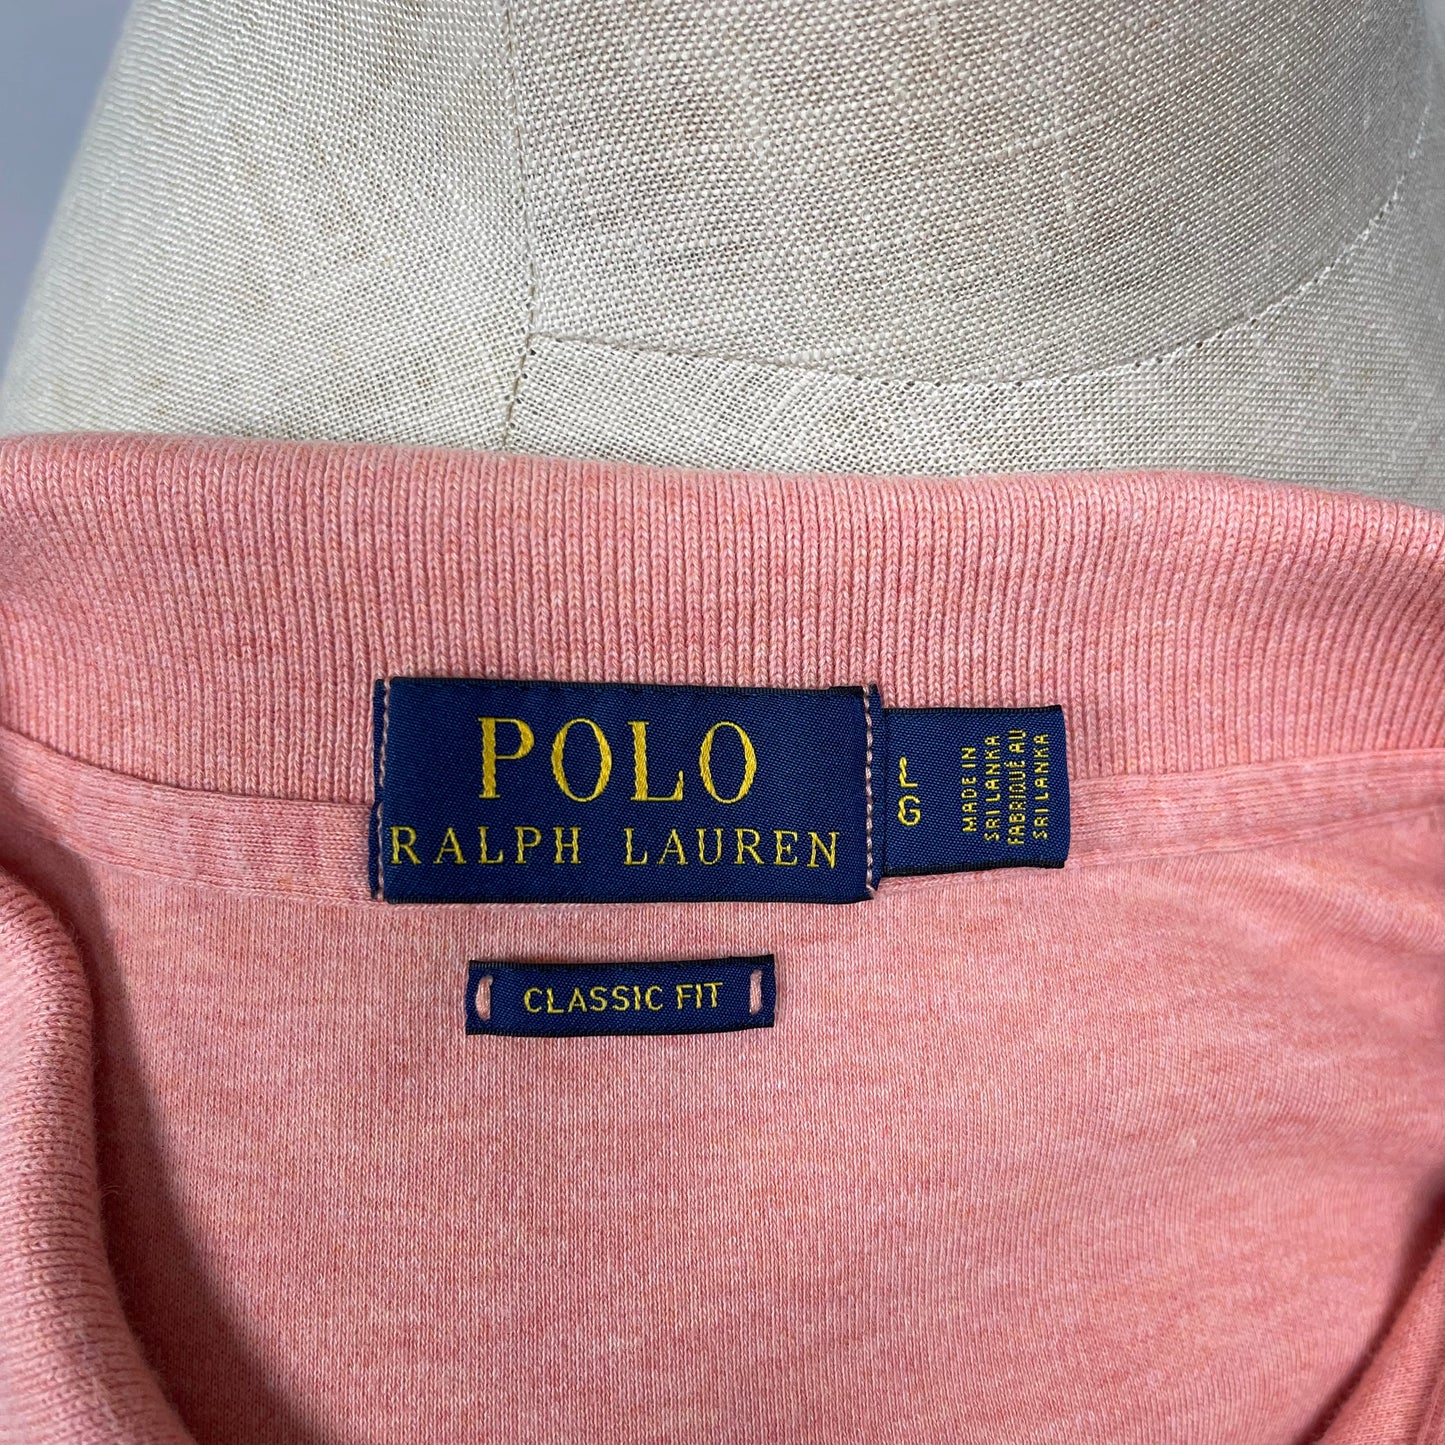 POLO
RALPH LAUREN
L
G
MADE IN
SRI LANKA
FABRIQUÉ AU
SRI LANKA
CLASSIC FIT